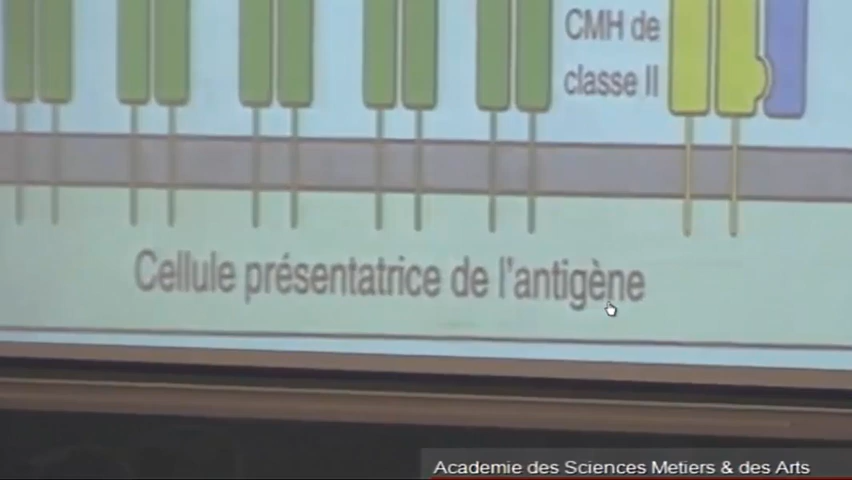 CMH de
classe II
Cellule présentatrice de l'antigène
Academie des Sciences Metiers & des Arts